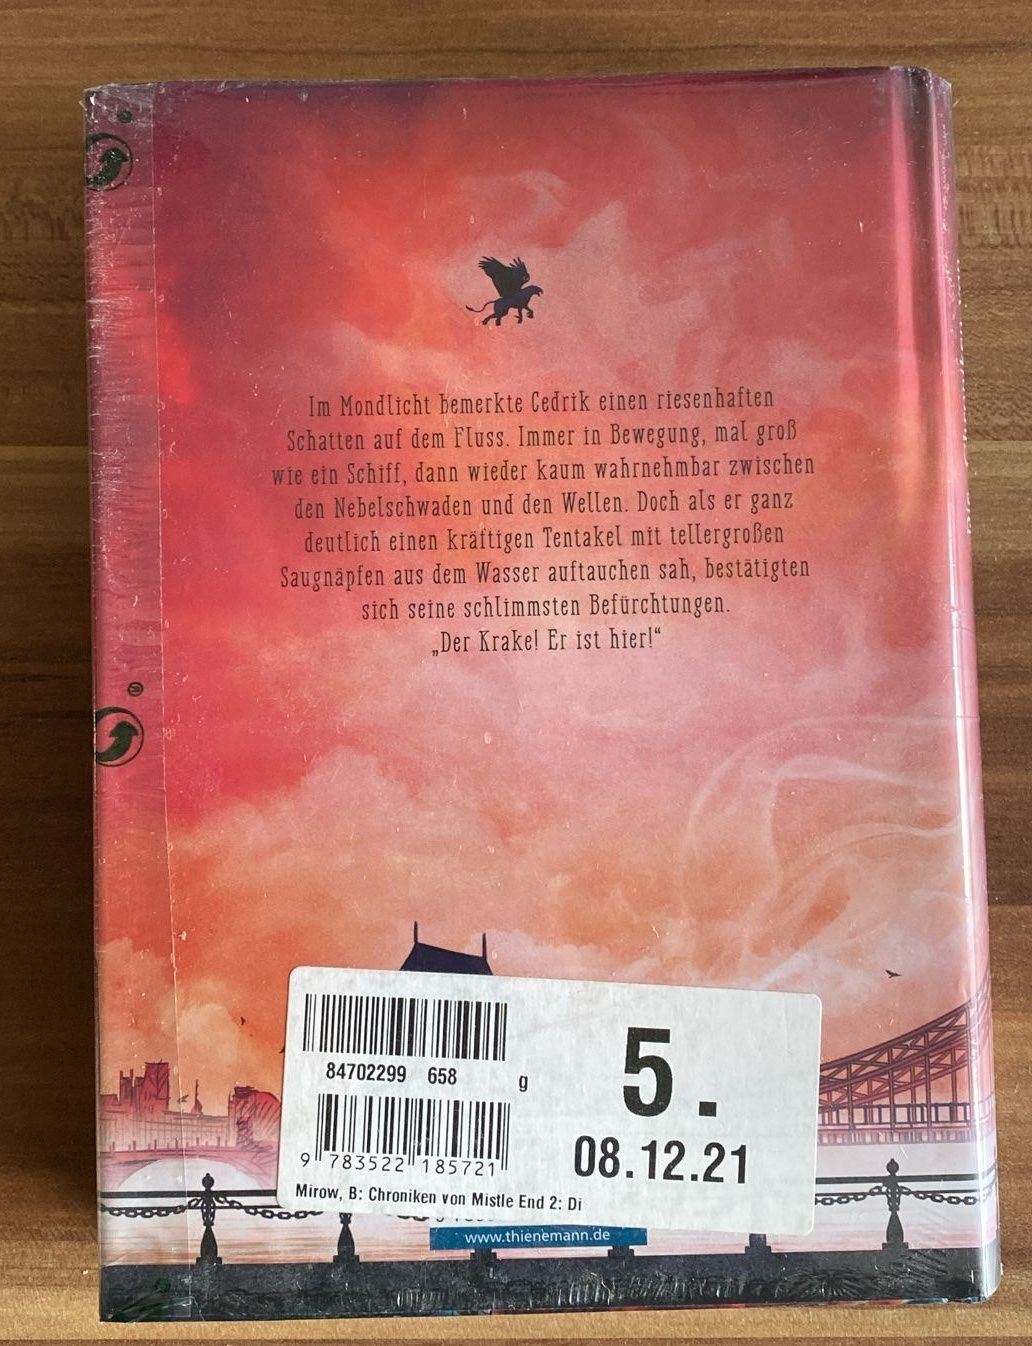 Im Mondlicht bemerkte Cedrik einen riesenhaften
Schatten auf dem Fluss. Immer in Bewegung, mal groß
wie ein Schiff, dann wieder kaum wahrnehmbar zwischen
den Nebelschwaden und den Wellen. Doch als er ganz
deutlich einen kräftigen Tentakel mit tellergroßen
Saugnäpfen aus dem Wasser auftauchen sah, bestätigten
sich seine schlimmsten Befürchtungen.
„Der Krake! Er ist hier!“
84702299 658 g
5.
08.12.21
9 783522 185721
Mirow, B: Chroniken von Mistle End 2: Di
www.thienemann.de